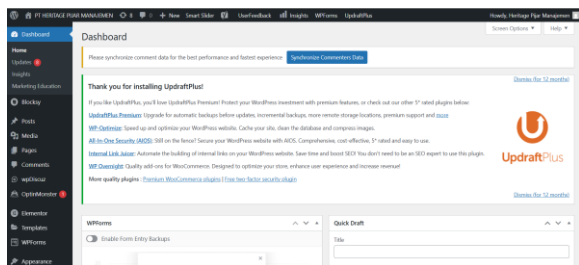 PT HERITAGE PIJAR MANAJEMEN 8 0 + New Smart Slider UserFeedback Insights WPForms UpdraftPlus Howdy, Heritage Pijar Manajemen
Screen Options ▼ Help ▼
Dashboard
Dashboard
Home
Updates
Insights
Marketing Education
Blocksy
Posts
Media
Pages
Comments
wpDiscuz
OptinMonster
Elementor
Templates
WPForms
Appearance
Please synchronize comment data for the best performance and fastest experience Synchronize Commenters Data
Dismiss (for 12 months)
Thank you for installing UpdraftPlus!
If you like UpdraftPlus, you'll love UpdraftPlus Premium! Protect your WordPress investment with premium features, or check out our other 5* rated plugins below:
UpdraftPlus Premium: Upgrade for automatic backups before updates, incremental backups, more remote-storage locations, premium support and more
WP-Optimize: Speed up and optimize your WordPress website. Cache your site, clean the database and compress images.
All-In-One Security (AIOS): Still on the fence? Secure your WordPress website with AIOS. Comprehensive, cost-effective, 5* rated and easy to use.
Internal Link Juicer: Automate the building of internal links on your WordPress website. Save time and boost SEO! You don't need to be an SEO expert to use this plugin.
WP Overnight: Quality add-ons for WooCommerce. Designed to optimize your store, enhance user experience and increase revenue!
More quality plugins : Premium WooCommerce plugins | Free two-factor security plugin
UpdraftPlus
Dismiss (for 12 months)
WPForms
Enable Form Entry Backups
Quick Draft
Title